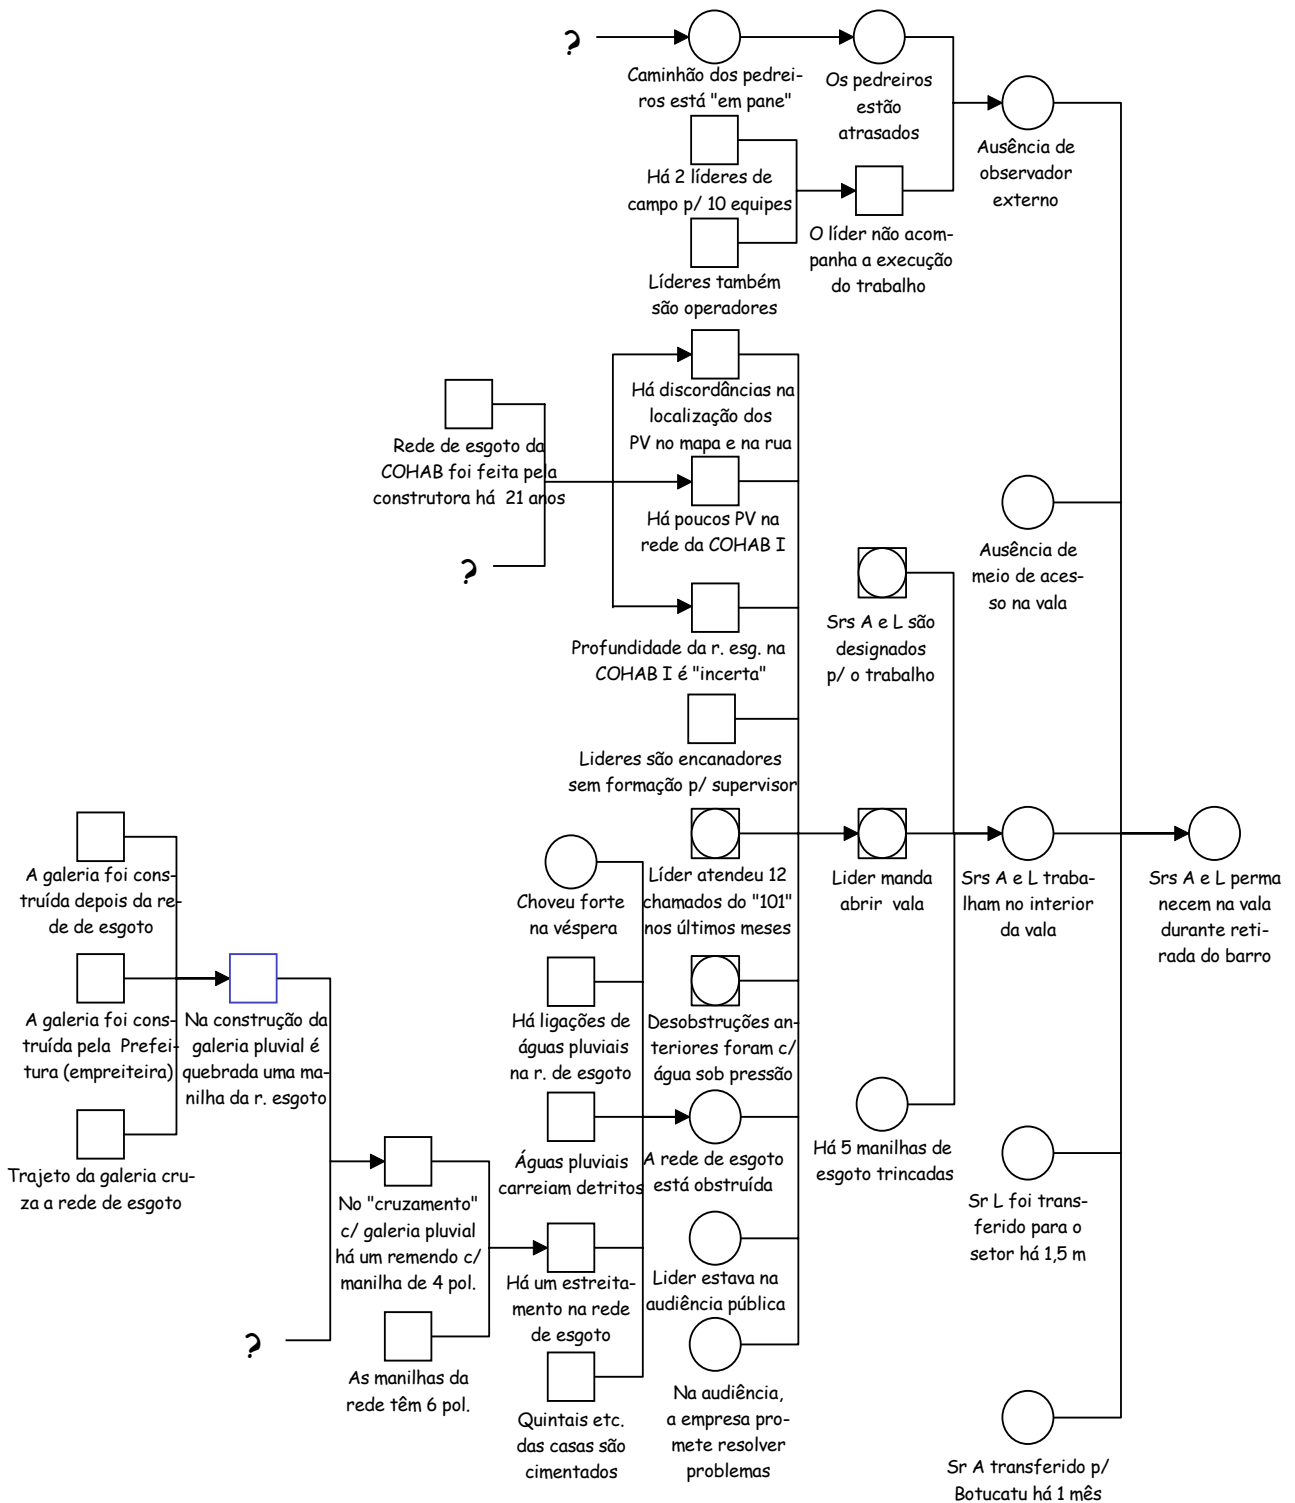 ?
Caminhão dos pedrei-
ros está "em pane"
Os pedreiros
estão
atrasados
Ausência de
observador
externo
Há 2 líderes de
campo p/ 10 equipes
O líder não acom-
panha a execução
do trabalho
Líderes também
são operadores
Há discordâncias na
localização dos
PV no mapa e na rua
Rede de esgoto da
COHAB foi feita pela
construtora há 21 anos
?
Há poucos PV na
rede da COHAB I
Ausência de
meio de aces-
so na vala
Srs A e L são
designados
p/ o trabalho
Profundidade da r. esg. na
COHAB I é "incerta"
Lideres são encanadores
sem formação p/ supervisor
A galeria foi cons-
truída depois da re-
de de esgoto
Choveu forte
na véspera
Líder atendeu 12
chamados do "101"
nos últimos meses
Lider manda
abrir vala
Srs A e L traba-
lham no interior
da vala
Srs A e L perma
necem na vala
durante reti-
rada do barro
A galeria foi cons-
truída pela Prefei-
tura (empreiteira)
Na construção da
galeria pluvial é
quebrada uma ma-
nilha da r. esgoto
Há ligações de
águas pluviais
na r. de esgoto
Desobstruções an-
teriores foram c/
água sob pressão
Trajeto da galeria cru-
za a rede de esgoto
Águas pluviais
carreiam detritos
A rede de esgoto
está obstruída
Há 5 manilhas de
esgoto trincadas
No "cruzamento"
c/ galeria pluvial
há um remendo c/
manilha de 4 pol.
Sr L foi trans-
ferido para o
setor há 1,5 m
Há um estreita-
mento na rede
de esgoto
Lider estava na
audiência pública
?
As manilhas da
rede têm 6 pol.
Quintais etc.
das casas são
cimentados
Na audiência,
a empresa pro-
mete resolver
problemas
Sr A transferido p/
Botucatu há 1 mês